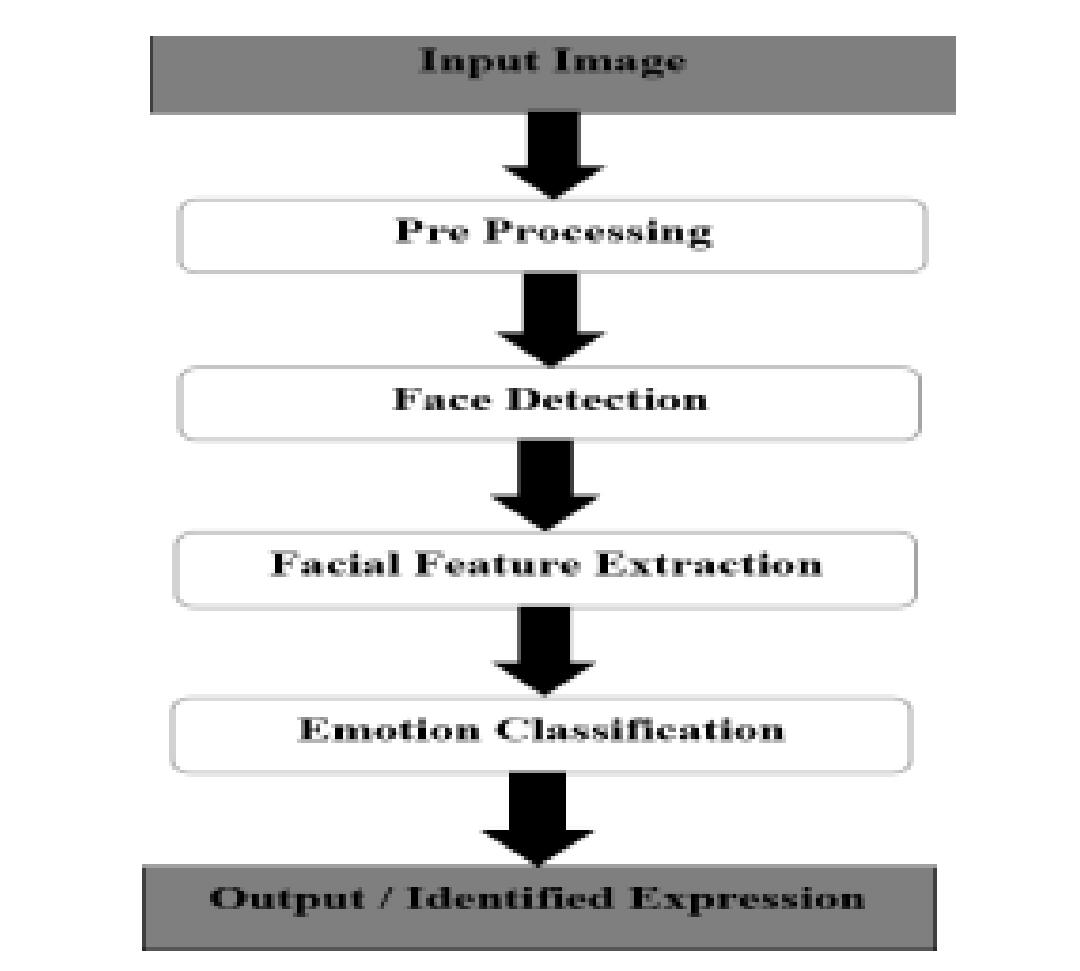 Input Image
Pre Processing
Face Detection
Facial Feature Extraction
Emotion Classification
Output / Identified Expression